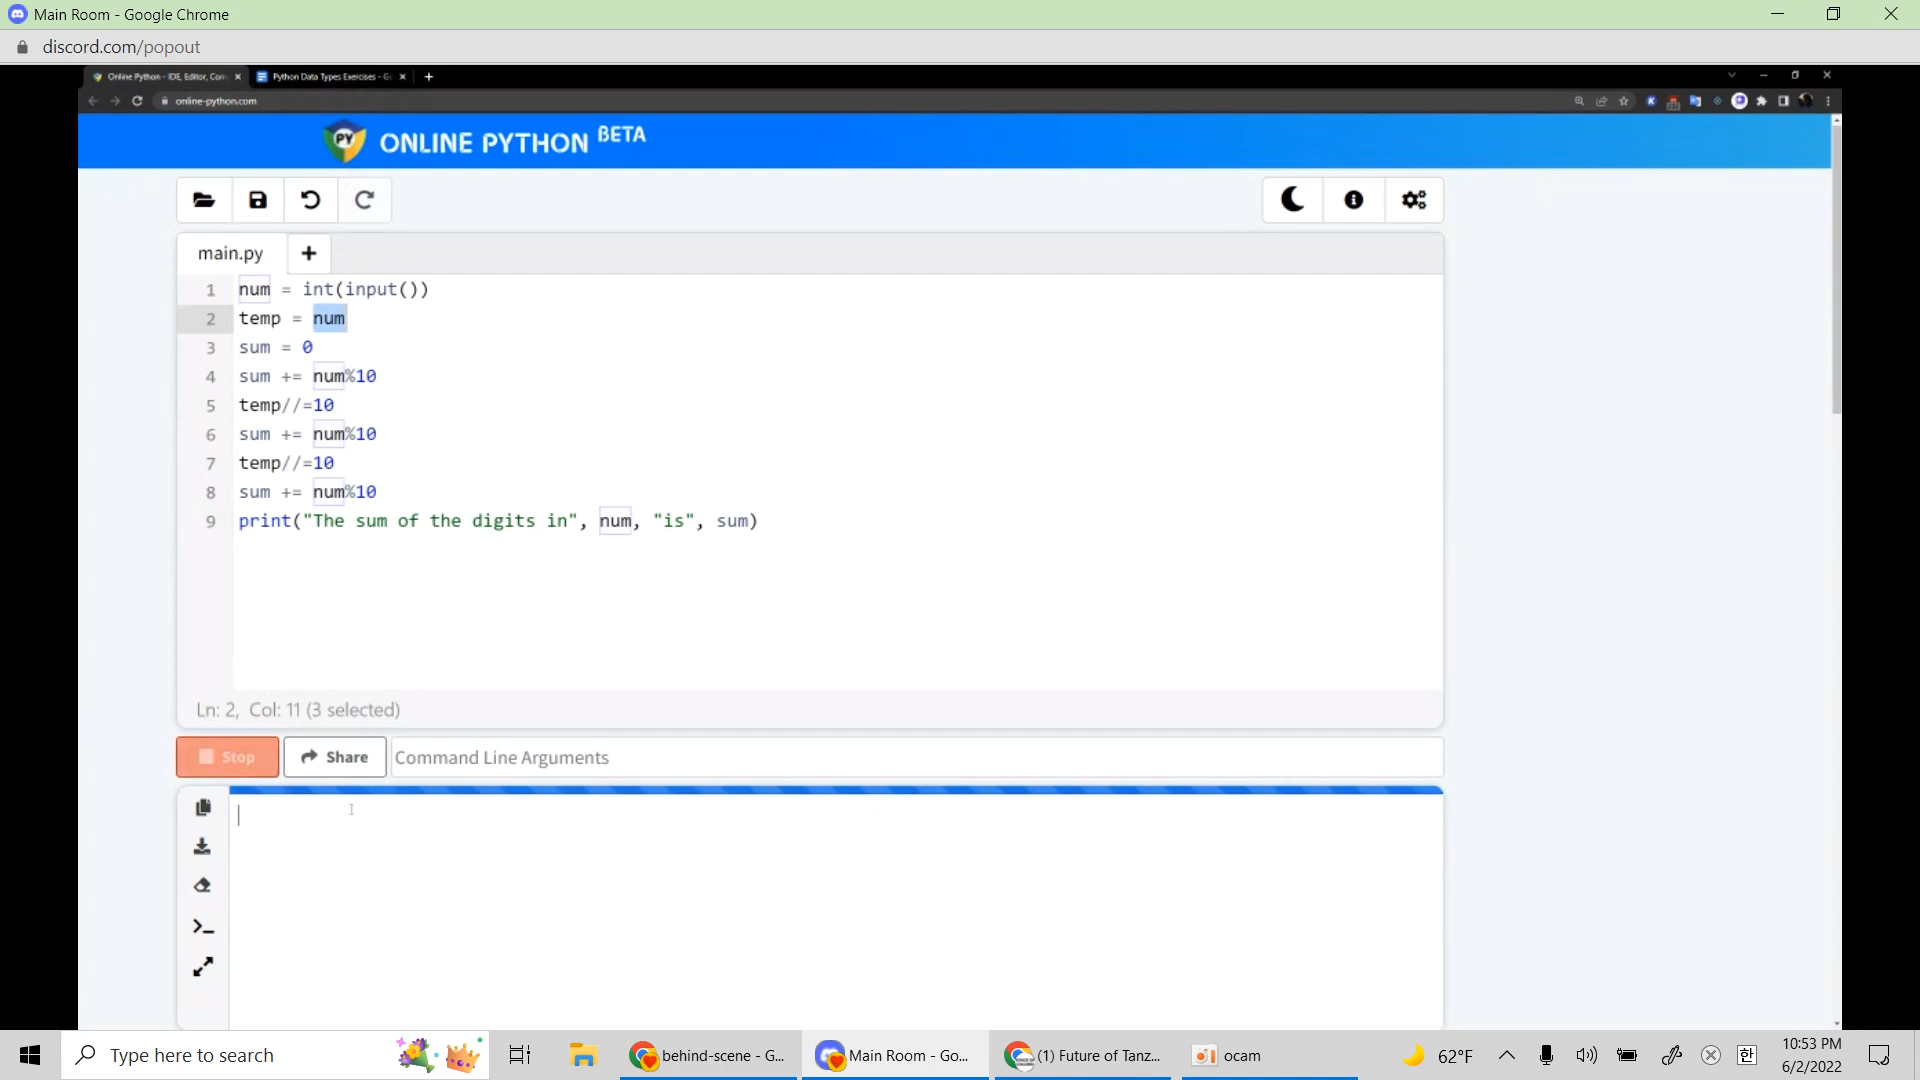 Main Room - Google Chrome
discord.com/popout
Online Python - IDE, Editor, Com
Python Data Types Exercises - Go
online-python.com
PY
ONLINE PYTHON BETA
main.py
1 num = int(input())
2 temp = num
3 sum = 0
4 sum += num%10
5 temp//=10
6 sum += num%10
7 temp//=10
8 sum += num%10
9 print("The sum of the digits in", num, "is", sum)
Ln: 2, Col: 11 (3 selected)
Stop
Share
Command Line Arguments
Type here to search
behind-scene - G...
Main Room - Go...
(1) Future of Tanz...
ocam
62°F
한
10:53 PM
6/2/2022